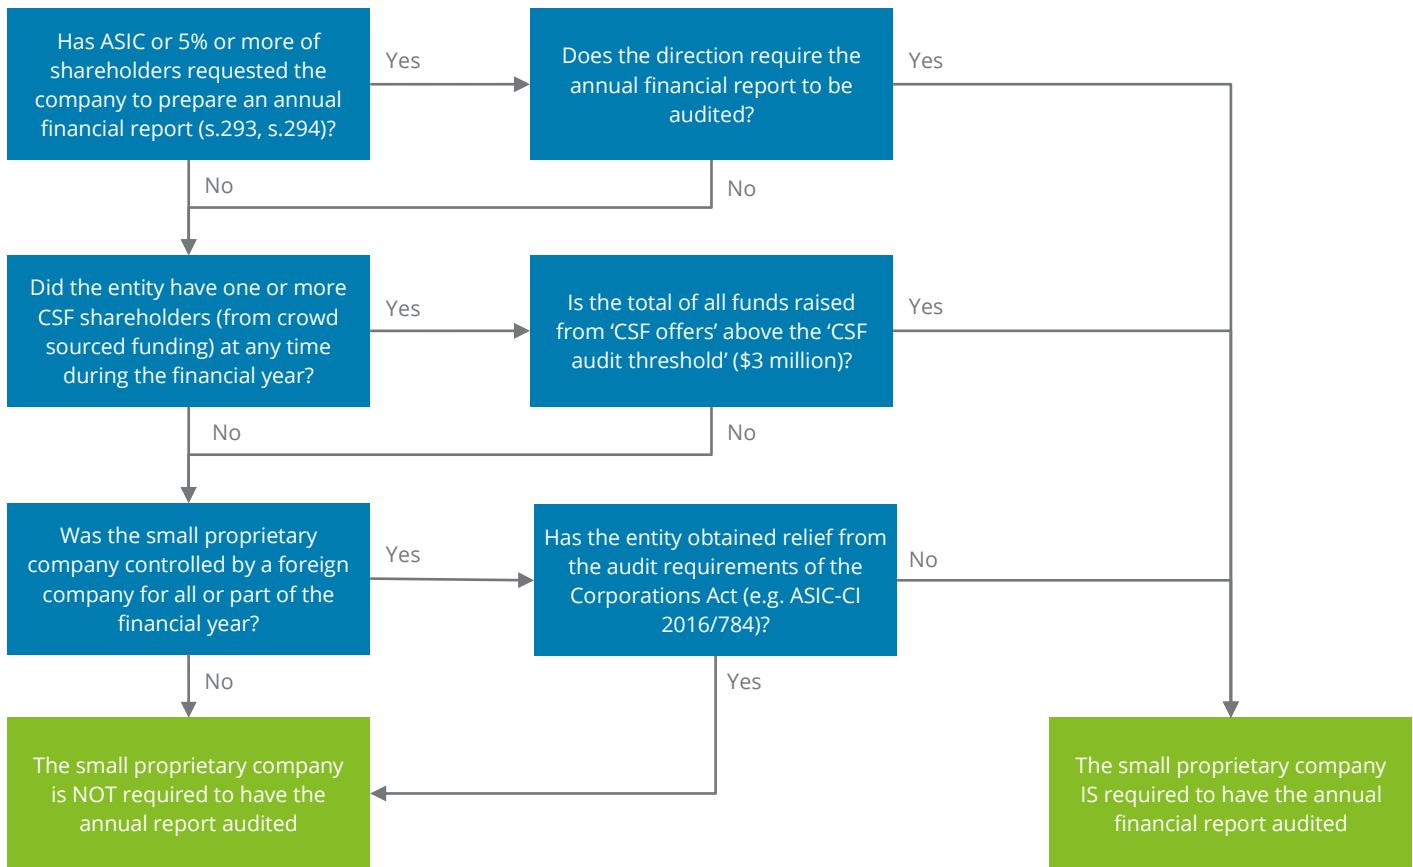 Has ASIC or 5% or more of
shareholders requested the
company to prepare an annual
financial report (s.293, s.294)?
Yes
Does the direction require the
annual financial report to be
audited?
Yes
No
No
Did the entity have one or more
CSF shareholders (from crowd
sourced funding) at any time
during the financial year?
Yes
Is the total of all funds raised
from ‘CSF offers’ above the ‘CSF
audit threshold’ ($3 million)?
Yes
No
No
Was the small proprietary
company controlled by a foreign
company for all or part of the
financial year?
Yes
Has the entity obtained relief from
the audit requirements of the
Corporations Act (e.g. ASIC-CI
2016/784)?
No
No
Yes
The small proprietary company
is NOT required to have the
annual report audited
The small proprietary company
IS required to have the annual
financial report audited